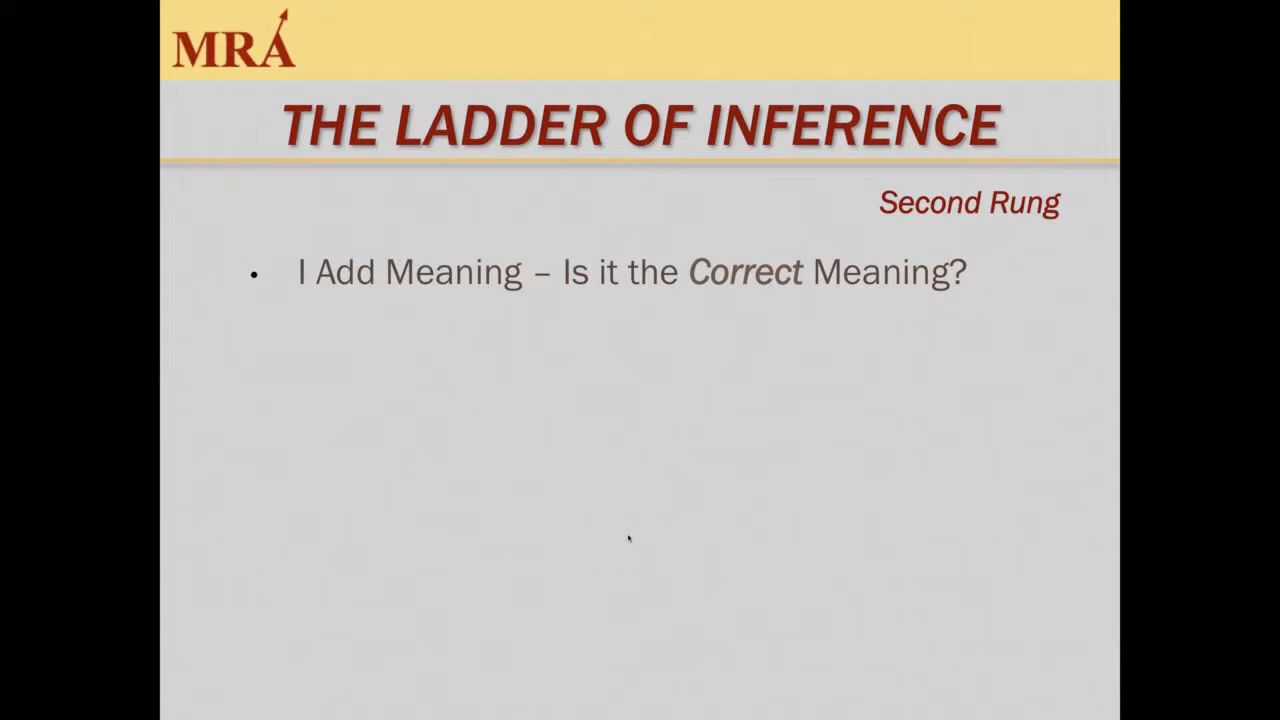 MRA
THE LADDER OF INFERENCE
Second Rung
• I Add Meaning – Is it the Correct Meaning?